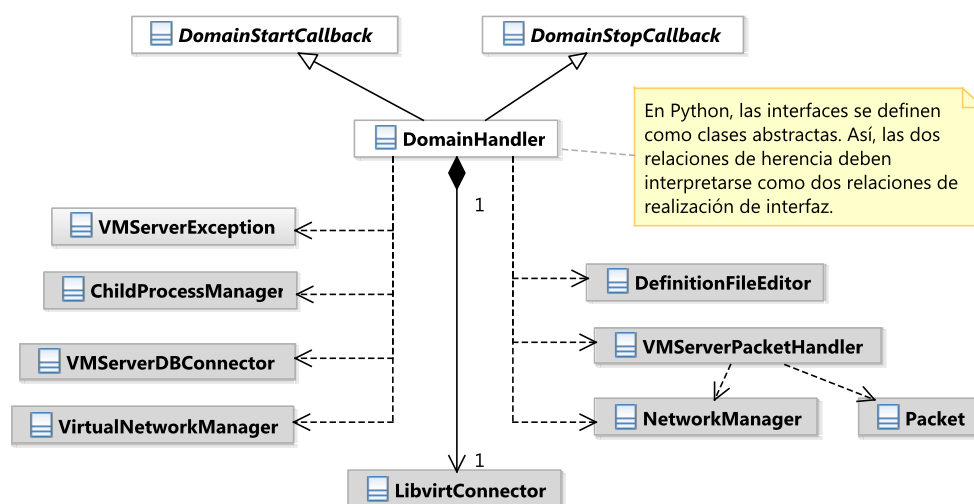 DomainStartCallback
DomainStopCallback
DomainHandler
En Python, las interfaces se definen
como clases abstractas. Así, las dos
relaciones de herencia deben
interpretarse como dos relaciones de
realización de interfaz.
1
VMServerException
ChildProcessManager
DefinitionFileEditor
VMServerDBConnector
VMServerPacketHandler
VirtualNetworkManager
NetworkManager
Packet
1
LibvirtConnector